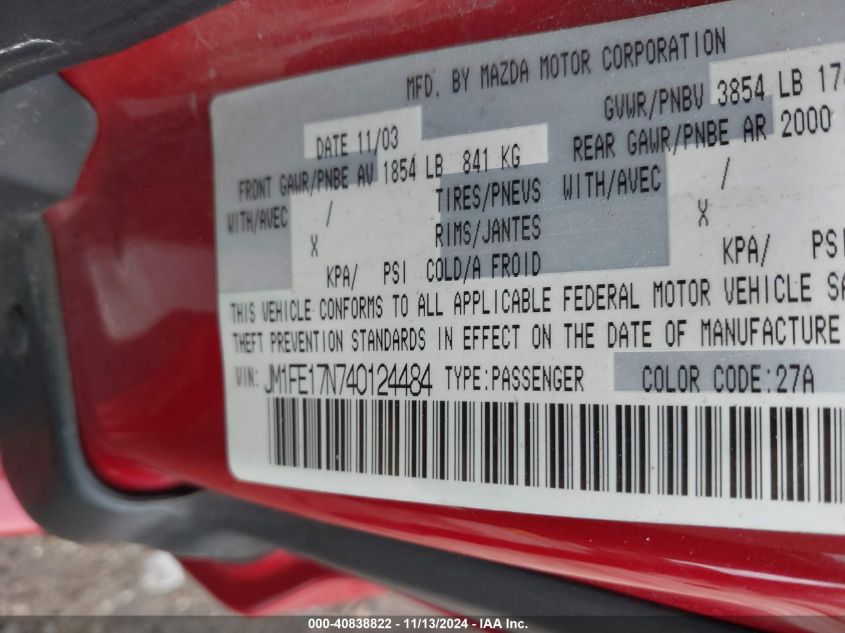 MFD. BY MAZDA MOTOR CORPORATION
DATE 11/03 GVWR/PNBV 3854 LB
FRONT GAWR/PNBE AV 1854 LB 841 KG REAR GAWR/PNBE AR 2000
WITH/AVEC / TIRES/PNEUS WITH/AVEC /
X RIMS/JANTES X
KPA/ PSI COLD/A FROID KPA/ PSI
THIS VEHICLE CONFORMS TO ALL APPLICABLE FEDERAL MOTOR VEHICLE
THEFT PREVENTION STANDARDS IN EFFECT ON THE DATE OF MANUFACTURE
VIN: JM1FE17N740124484 TYPE:PASSENGER COLOR CODE:27A
000-40838822 - 11/13/2024 - IAA Inc.